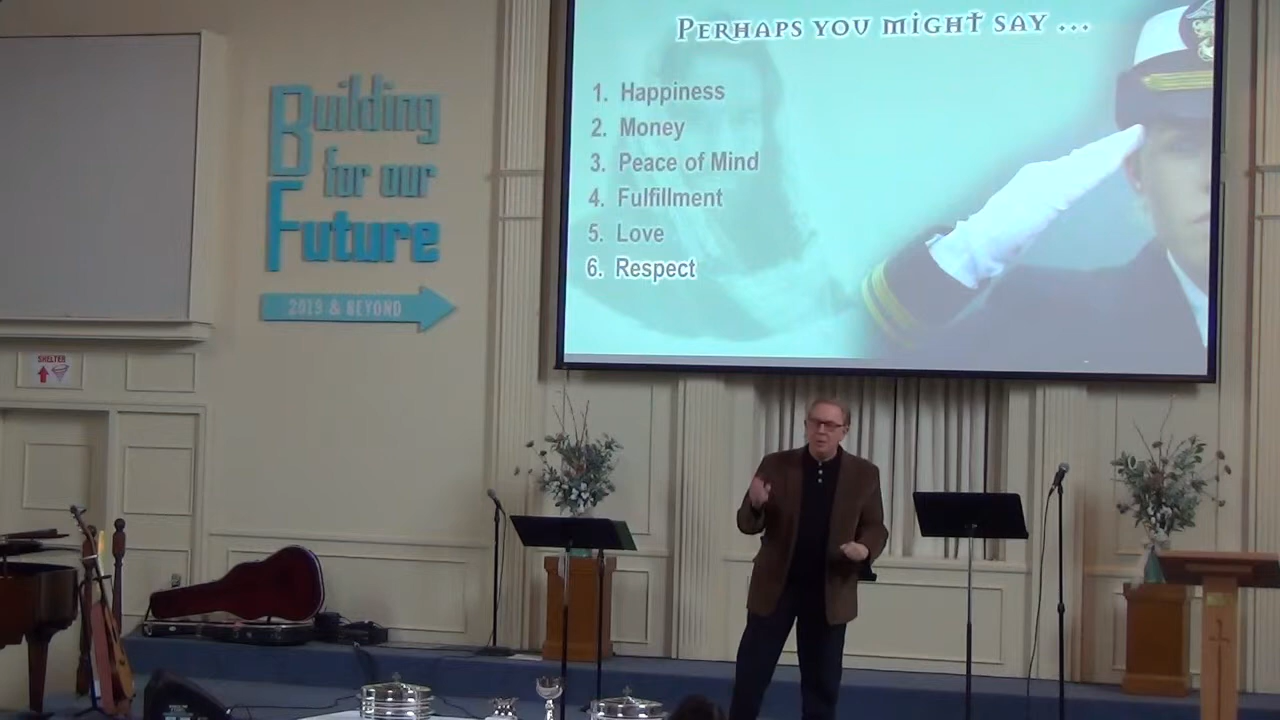 Building
for our
Future
2019 & BEYOND
SHELTER
Perhaps you might say ...
1. Happiness
2. Money
3. Peace of Mind
4. Fulfillment
5. Love
6. Respect